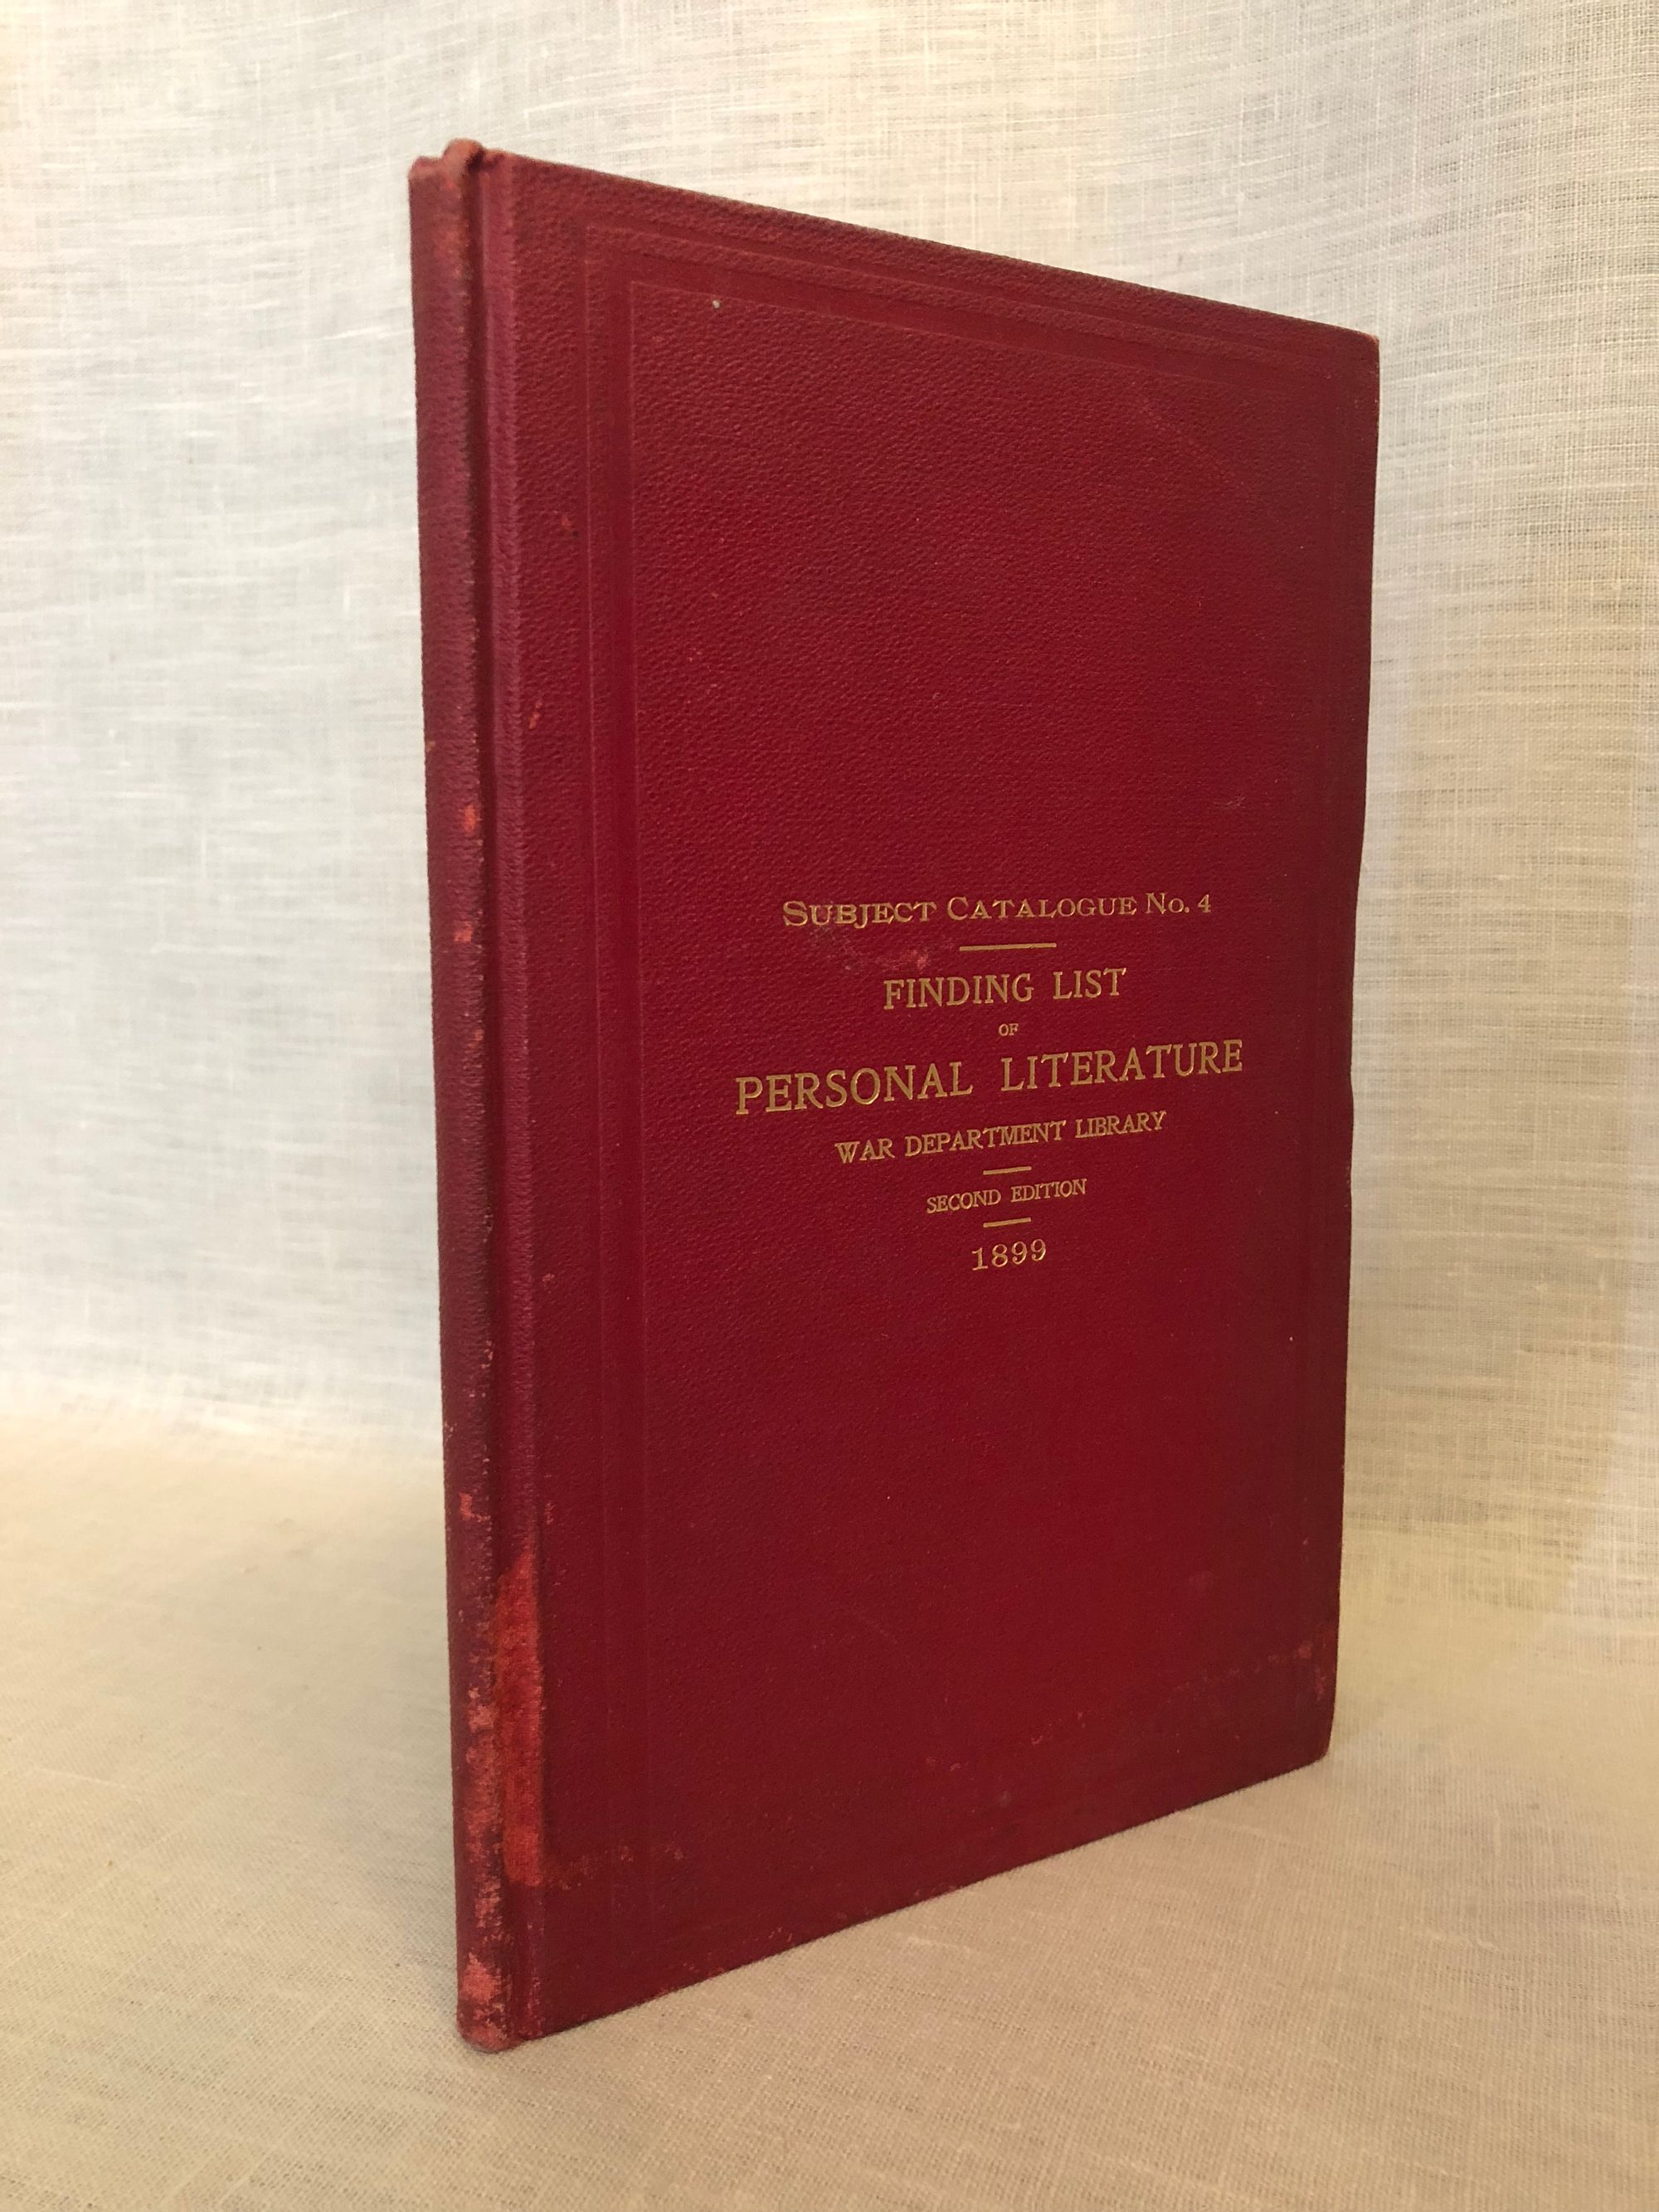 SUBJECT CATALOGUE No. 4
FINDING LIST
OF
PERSONAL LITERATURE
WAR DEPARTMENT LIBRARY
SECOND EDITION
1899